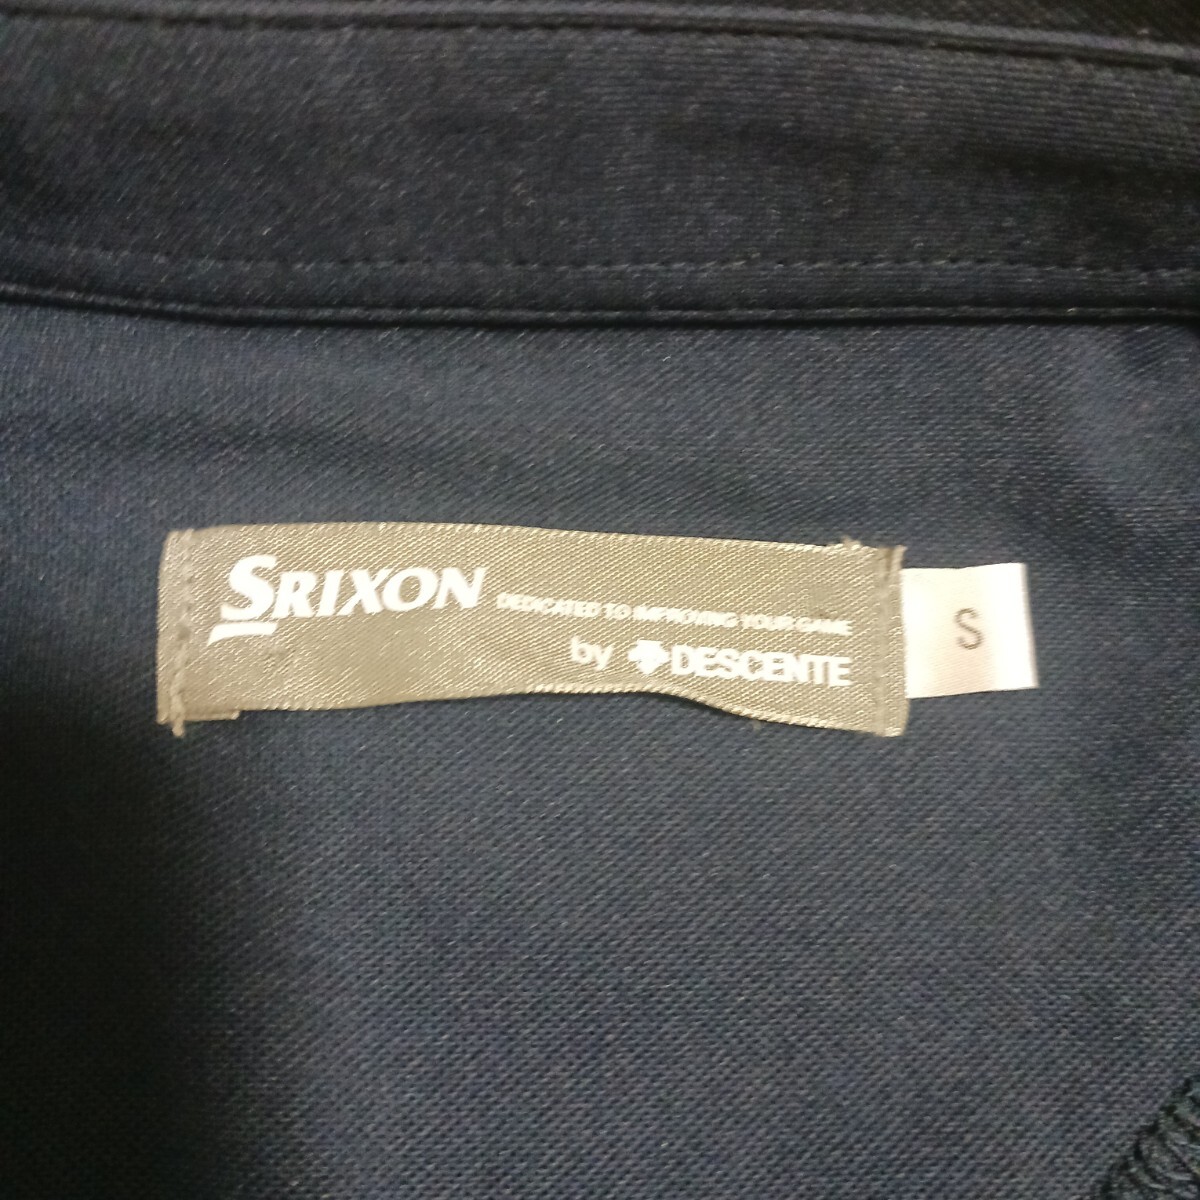 SRIXON DEDICATED TO IMPROVING YOUR GAME
by DESCENTE
S